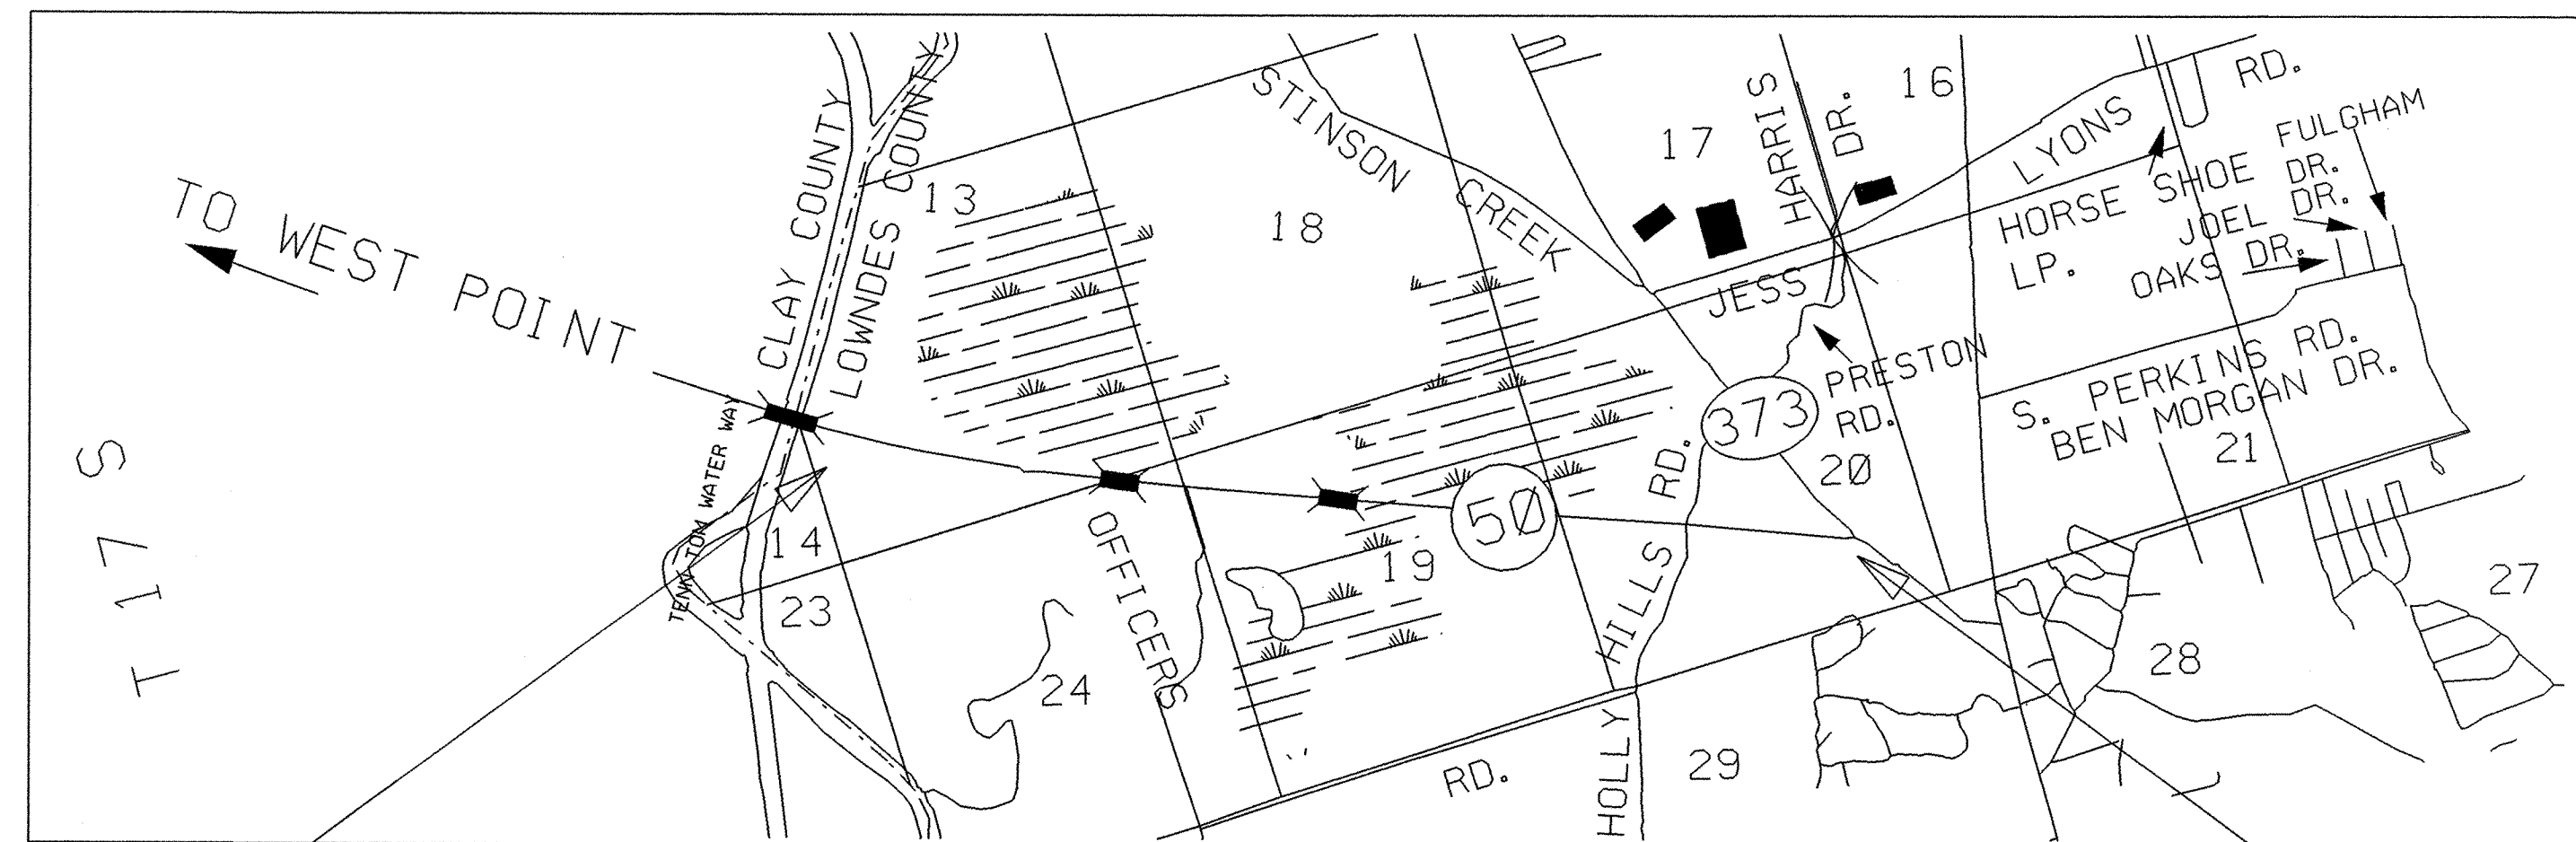 TO WEST POINT
T 17 S
CLAY COUNTY
LOWNDES COUNTY
TENN TOM WATER WAY
13
14
23
24
18
STINSON CREEK
OFFICERS
19
50
17
HARRIS DR.
16
JESS LYONS RD.
373
PRESTON
RD.
20
HOLLY HILLS RD.
RD.
29
HORSE SHOE
LP.
FULGHAM
DR.
JOEL DR.
OAKS DR.
S. PERKINS RD.
BEN MORGAN DR.
21
28
27